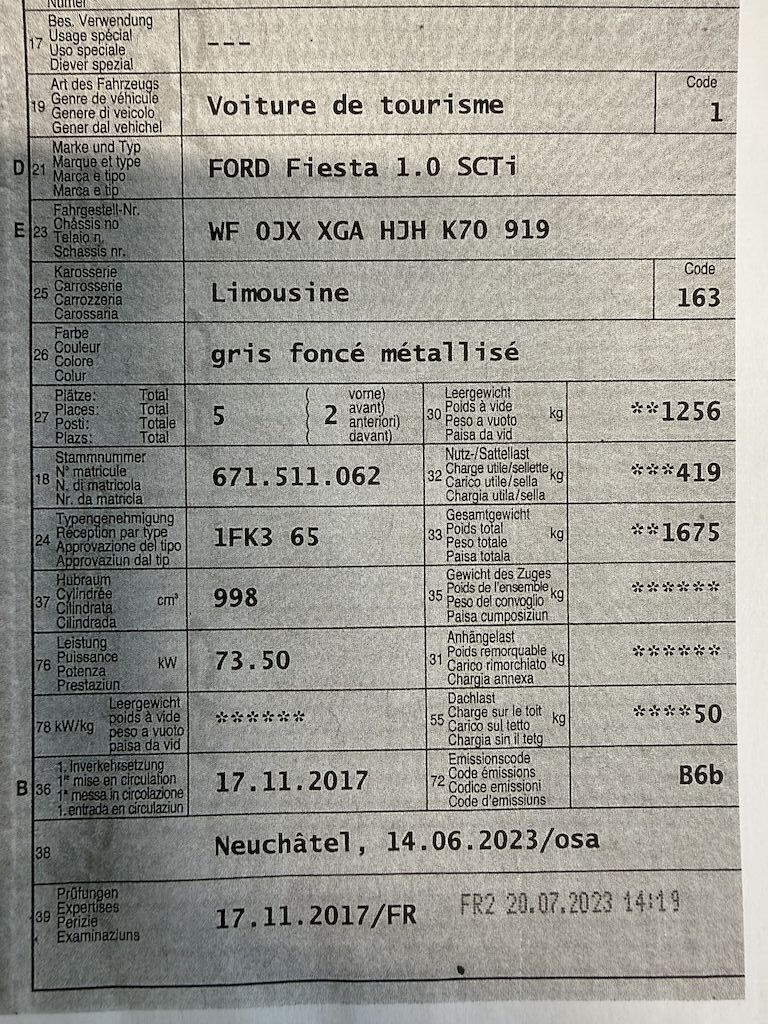 Numer
17 Bes. Verwendung
Usage spécial
Uso speciale
Diever spezial
---
19 Art des Fahrzeugs
Genre de véhicule
Genere di veicolo
Gener dal vehichel
Voiture de tourisme
Code
1
D 21 Marke und Typ
Marque et type
Marca e tipo
Marca e tip
FORD Fiesta 1.0 SCTi
E 23 Fahrgestell-Nr.
Châssis no
Telaio n.
Schassis nr.
WF 0JX XGA HJH K70 919
25 Karosserie
Carrosserie
Carrozzeria
Carossaria
Limousine
Code
163
26 Farbe
Couleur
Colore
Colur
gris foncé métallisé
27 Plätze: Total
Places: Total
Posti: Totale
Plazs: Total
5
2
vorne)
avant)
anteriori)
davant)
30 Leergewicht
Poids à vide
Peso a vuoto
Paisa da vid
kg
**1256
18 Stammnummer
N° matricule
N. di matricola
Nr. da matricla
671.511.062
32 Nutz-/Sattellast
Charge utile/sellette
Carico utile/sella
Chargia utila/sella
kg
***419
24 Typengenehmigung
Réception par type
Approvazione del tipo
Approvaziun dal tip
1FK3 65
33 Gesamtgewicht
Poids total
Peso totale
Paisa totala
kg
**1675
37 Hubraum
Cylindrée
Cilindrata
Cilindrada
cm³
998
35 Gewicht des Zuges
Poids de l'ensemble
Peso del convoglio
Paisa cumposiziun
kg
******
76 Leistung
Puissance
Potenza
Prestaziun
kW
73.50
31 Anhängelast
Poids remorquable
Carico rimorchiato
Chargia annexa
kg
******
78 kW/kg
Leergewicht
poids à vide
peso a vuoto
paisa da vid
******
55 Dachlast
Charge sur le toit
Carico sul tetto
Chargia sin il tetg
kg
****50
B 36 1. Inverkehrsetzung
1re mise en circulation
1a messa in circolazione
1. entrada en circulaziun
17.11.2017
72 Emissionscode
Code émissions
Codice emissioni
Code d'emissiuns
B6b
38
Neuchâtel, 14.06.2023/osa
39 Prüfungen
Expertises
Perizie
Examinaziuns
17.11.2017/FR
FR2 20.07.2023 14:19